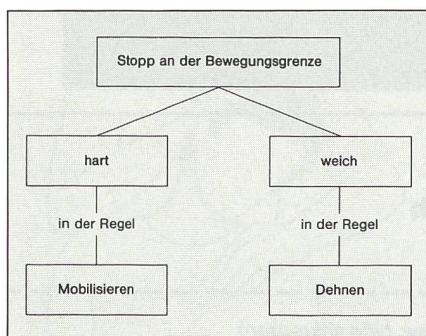 Stopp an der Bewegungsgrenze
hart
weich
in der Regel
in der Regel
Mobilisieren
Dehnen